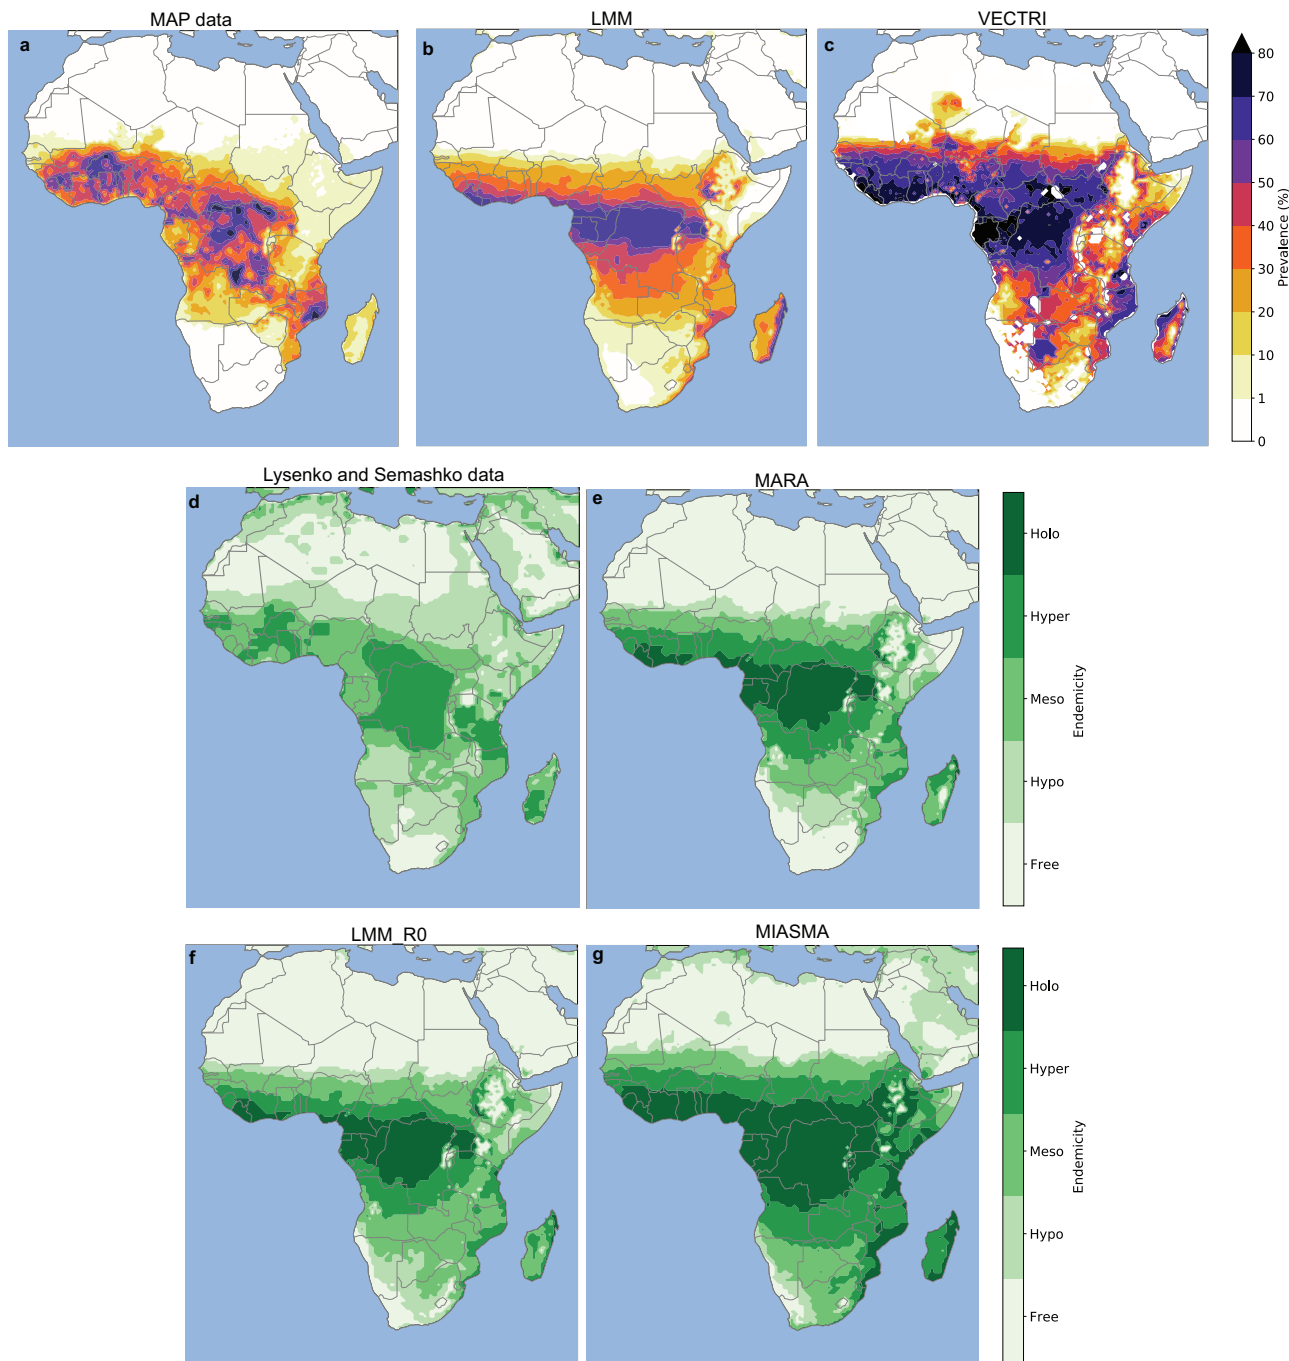 MAP data
LMM
VECTRI
a
b
c
80
70
60
50
40
30
20
10
1
0
Prevalence (%)
Lysenko and Semashko data
MARA
d
e
Holo
Hyper
Meso
Hypo
Free
Endemicity
LMM_R0
MIASMA
f
g
Holo
Hyper
Meso
Hypo
Free
Endemicity